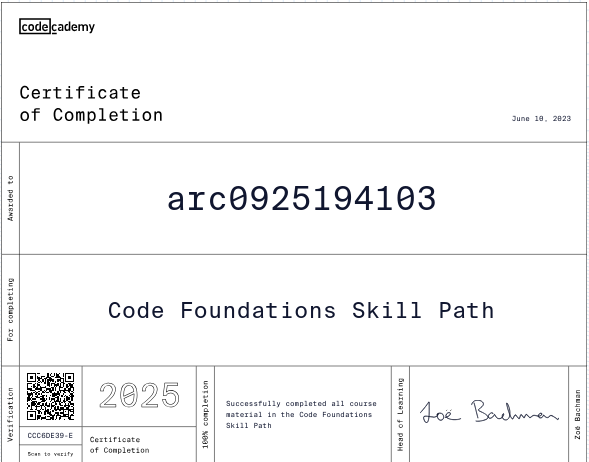 codecademy
Certificate
of Completion
June 10, 2023
Awarded to
arc0925194103
For completing
Code Foundations Skill Path
Verification
CCC6DE39-E
Scan to verify
2025
Certificate
of Completion
100% completion
Successfully completed all course
material in the Code Foundations
Skill Path
Head of Learning
Zoë Bachman
Zoë Bachman